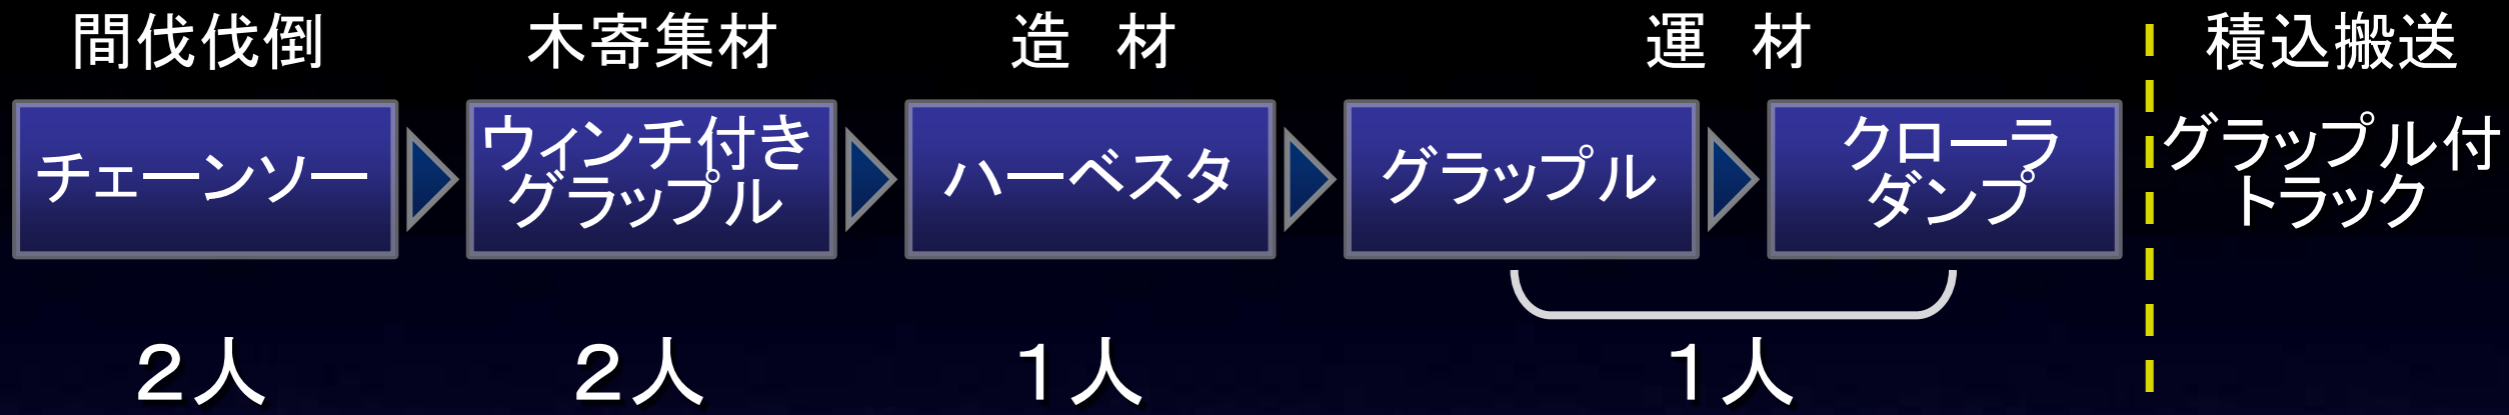 間伐伐倒
木寄集材
造　材
運　材
積込搬送
チェーンソー
ウィンチ付き
グラップル
ハーベスタ
グラップル
クローラ
ダンプ
グラップル付
トラック
２人
２人
１人
１人